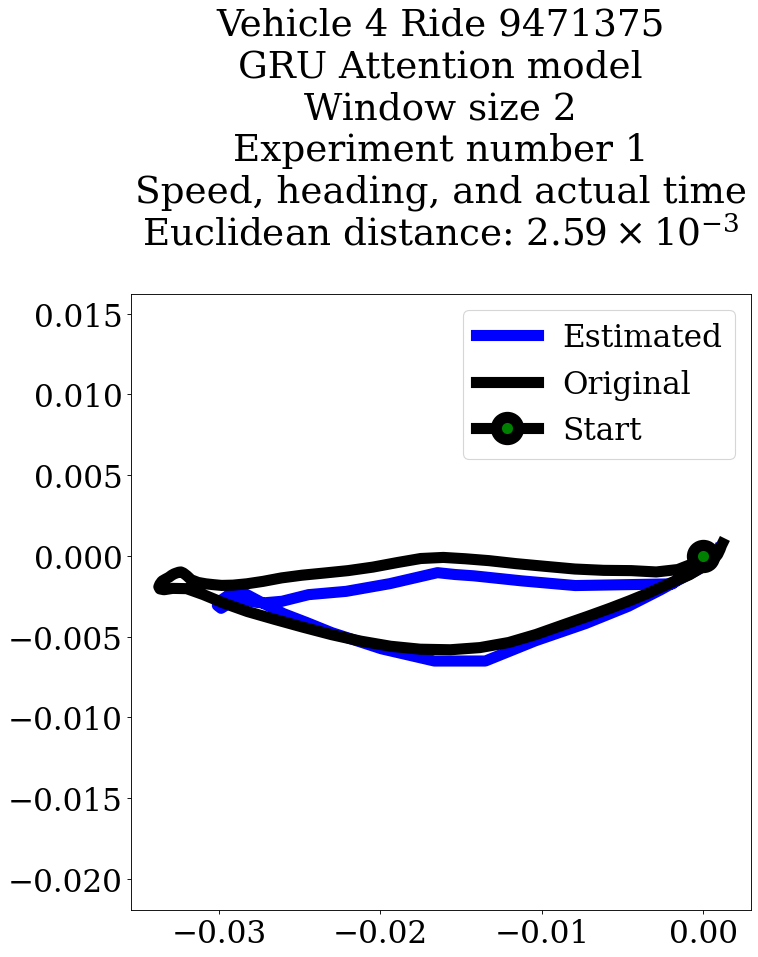 Vehicle 4 Ride 9471375
GRU Attention model
Window size 2
Experiment number 1
Speed, heading, and actual time
Euclidean distance: 2.59 × 10⁻³
Estimated
Original
Start
0.015
0.010
0.005
0.000
−0.005
−0.010
−0.015
−0.020
−0.03
−0.02
−0.01
0.00